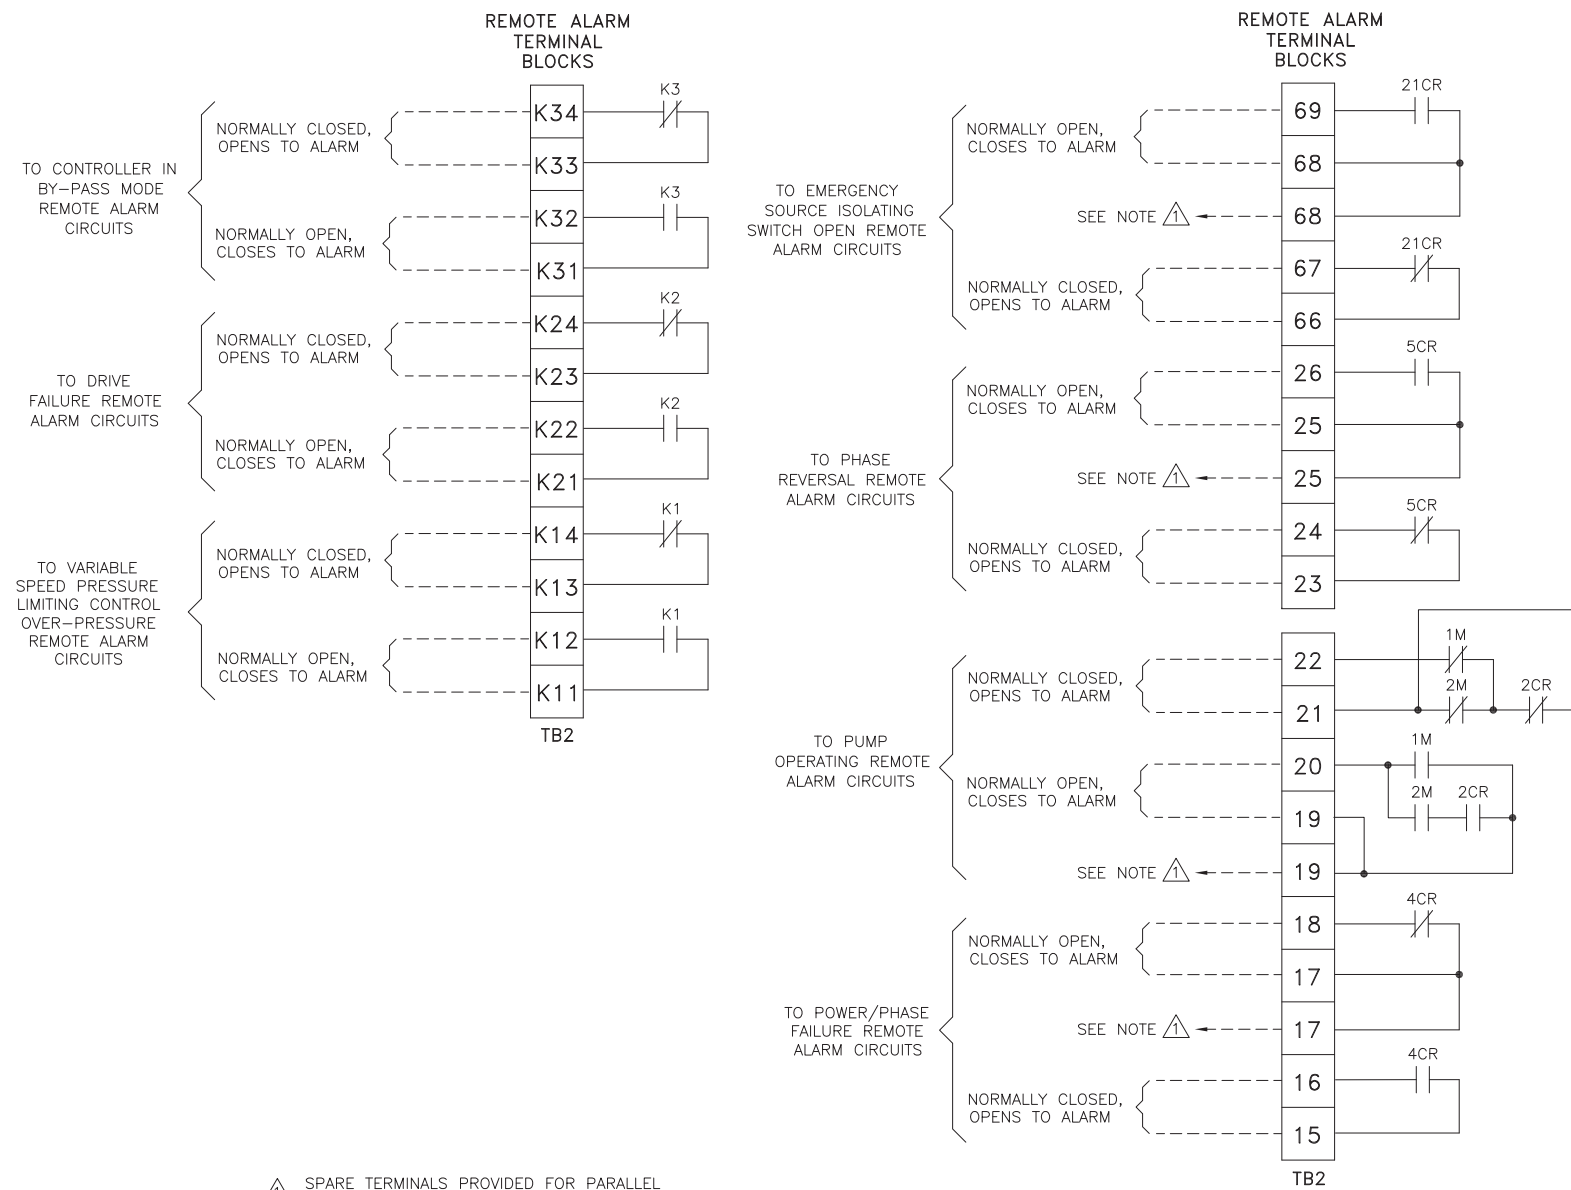 REMOTE ALARM
TERMINAL
BLOCKS
TO CONTROLLER IN
BY-PASS MODE
REMOTE ALARM
CIRCUITS
NORMALLY CLOSED,
OPENS TO ALARM
NORMALLY OPEN,
CLOSES TO ALARM
K34
K33
K32
K31
K3
K3
TO DRIVE
FAILURE REMOTE
ALARM CIRCUITS
NORMALLY CLOSED,
OPENS TO ALARM
NORMALLY OPEN,
CLOSES TO ALARM
K24
K23
K22
K21
K2
K2
TO VARIABLE
SPEED PRESSURE
LIMITING CONTROL
OVER-PRESSURE
REMOTE ALARM
CIRCUITS
NORMALLY CLOSED,
OPENS TO ALARM
NORMALLY OPEN,
CLOSES TO ALARM
K14
K13
K12
K11
K1
K1
TB2
REMOTE ALARM
TERMINAL
BLOCKS
TO EMERGENCY
SOURCE ISOLATING
SWITCH OPEN REMOTE
ALARM CIRCUITS
NORMALLY OPEN,
CLOSES TO ALARM
SEE NOTE 1
NORMALLY CLOSED,
OPENS TO ALARM
69
68
68
67
66
21CR
21CR
TO PHASE
REVERSAL REMOTE
ALARM CIRCUITS
NORMALLY OPEN,
CLOSES TO ALARM
SEE NOTE 1
NORMALLY CLOSED,
OPENS TO ALARM
26
25
25
24
23
5CR
5CR
TO PUMP
OPERATING REMOTE
ALARM CIRCUITS
NORMALLY CLOSED,
OPENS TO ALARM
NORMALLY OPEN,
CLOSES TO ALARM
SEE NOTE 1
22
21
20
19
19
1M
2M 2CR
1M
2M 2CR
TO POWER/PHASE
FAILURE REMOTE
ALARM CIRCUITS
NORMALLY OPEN,
CLOSES TO ALARM
SEE NOTE 1
NORMALLY CLOSED,
OPENS TO ALARM
18
17
17
16
15
4CR
4CR
TB2
SPARE TERMINALS PROVIDED FOR PARALLEL